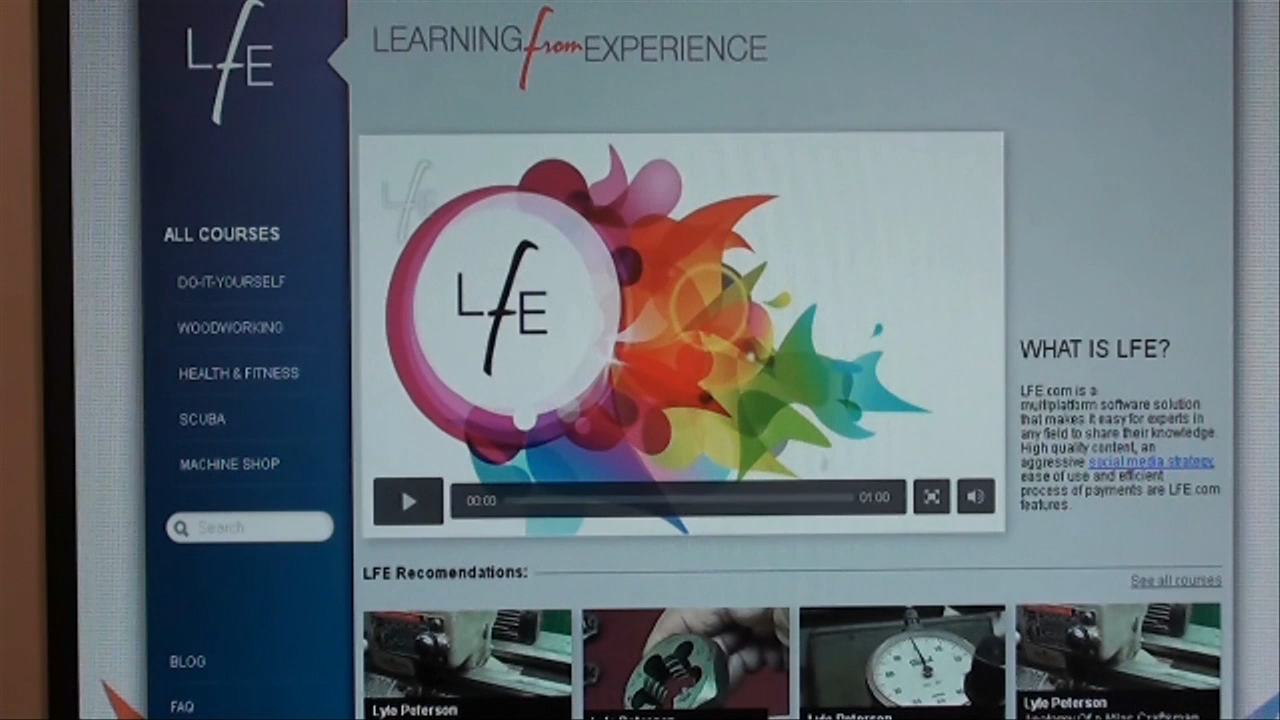 LfE
LEARNING from EXPERIENCE
LfE
LfE
ALL COURSES
DO-IT-YOURSELF
WOODWORKING
HEALTH & FITNESS
SCUBA
MACHINE SHOP
Search
BLOG
FAQ
00:00
01:00
WHAT IS LFE?
LFE.com is a
multiplatform software solution
that makes it easy for experts in
any field to share their knowledge.
High quality content, an
aggressive social media strategy,
ease of use and efficient
process of payments are LFE.com
features.
LFE Recomendations:
See all courses
Lyle Peterson
Lyle Peterson
Lyle Peterson
Lyle Peterson